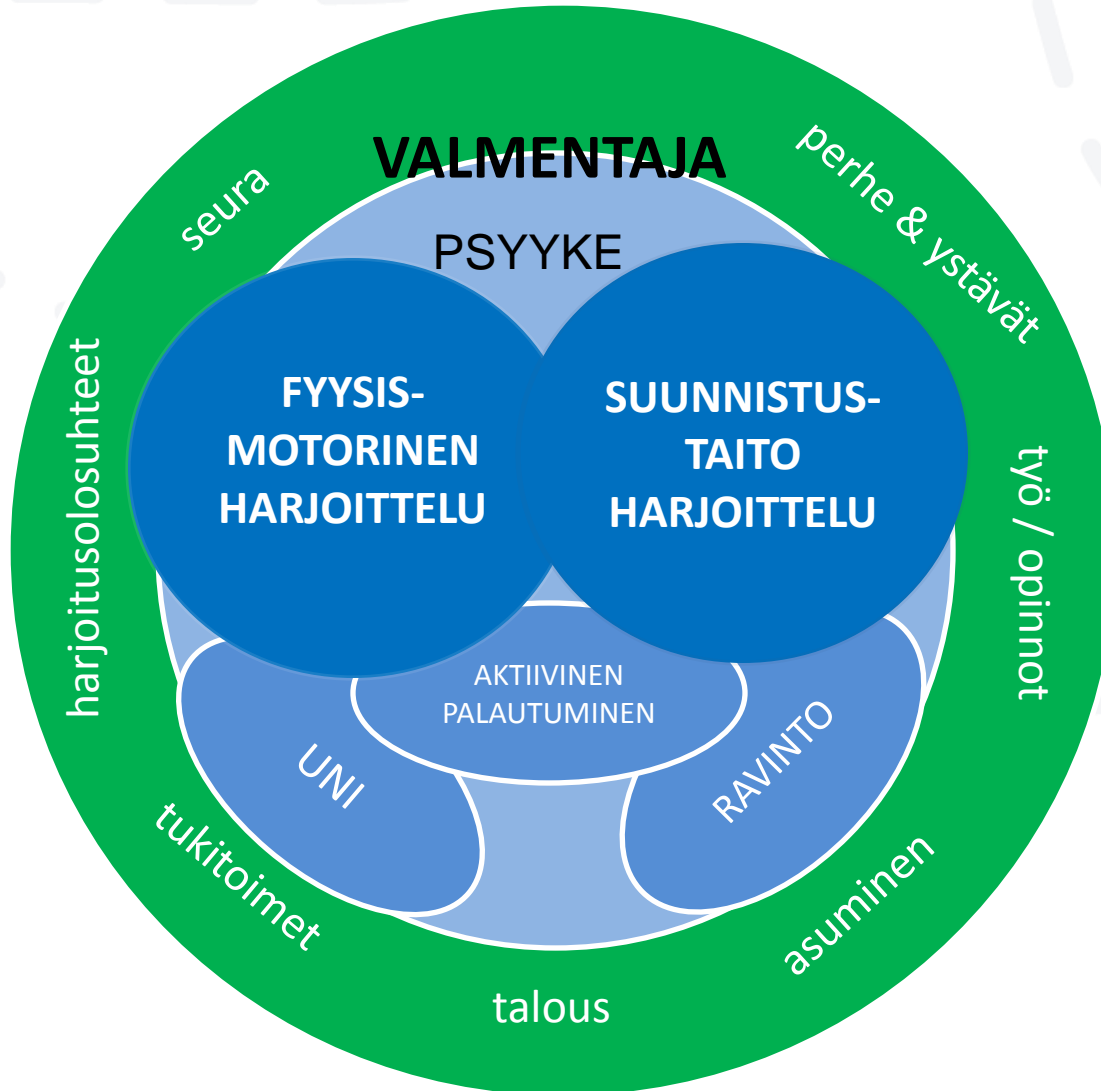 VALMENTAJA
perhe & ystävät
seura
PSYYKE
FYYSIS-
MOTORINEN
HARJOITTELU
SUUNNISTUS-
TAITO
HARJOITTELU
harjoitusolosuhteet
työ / opinnot
AKTIIVINEN
PALAUTUMINEN
UNI
RAVINTO
tukitoimet
asuminen
talous